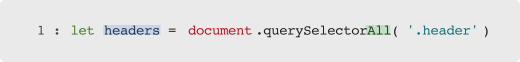 1 : let headers = document.querySelectorAll( '.header' )